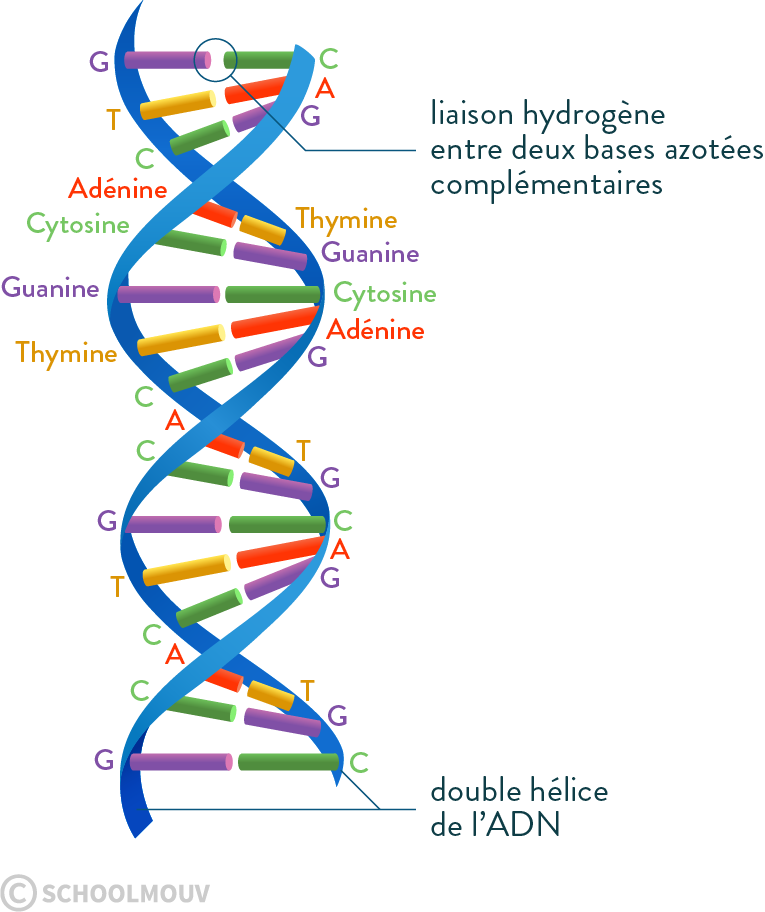 G C
T A
C G
liaison hydrogène
entre deux bases azotées
complémentaires
Adénine Thymine
Cytosine Guanine
Guanine Cytosine
Thymine Adénine
C G
A T
C G
G C
T A
C G
A T
C G
G C
double hélice
de l'ADN
© SCHOOLMOUV